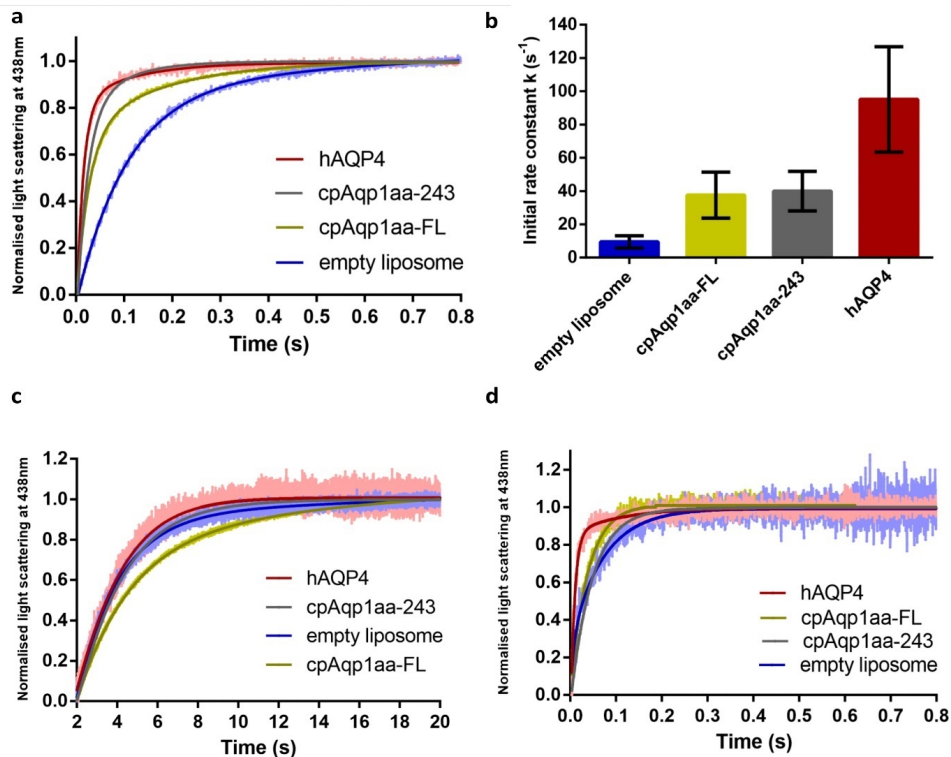 a
Normalised light scattering at 438nm
1.0
0.8
0.6
0.4
0.2
0.0
0.0 0.1 0.2 0.3 0.4 0.5 0.6 0.7 0.8
Time (s)
hAQP4
cpAqp1aa-243
cpAqp1aa-FL
empty liposome
b
Initial rate constant k (s⁻¹)
140
120
100
80
60
40
20
0
empty liposome
cpAqp1aa-FL
cpAqp1aa-243
hAQP4
c
Normalised light scattering at 438nm
1.2
1.0
0.8
0.6
0.4
0.2
0.0
2 4 6 8 10 12 14 16 18 20
Time (s)
hAQP4
cpAqp1aa-243
empty liposome
cpAqp1aa-FL
d
Normalised light scattering at 438nm
1.2
1.0
0.8
0.6
0.4
0.2
0.0
0.0 0.1 0.2 0.3 0.4 0.5 0.6 0.7 0.8
Time (s)
hAQP4
cpAqp1aa-FL
cpAqp1aa-243
empty liposome